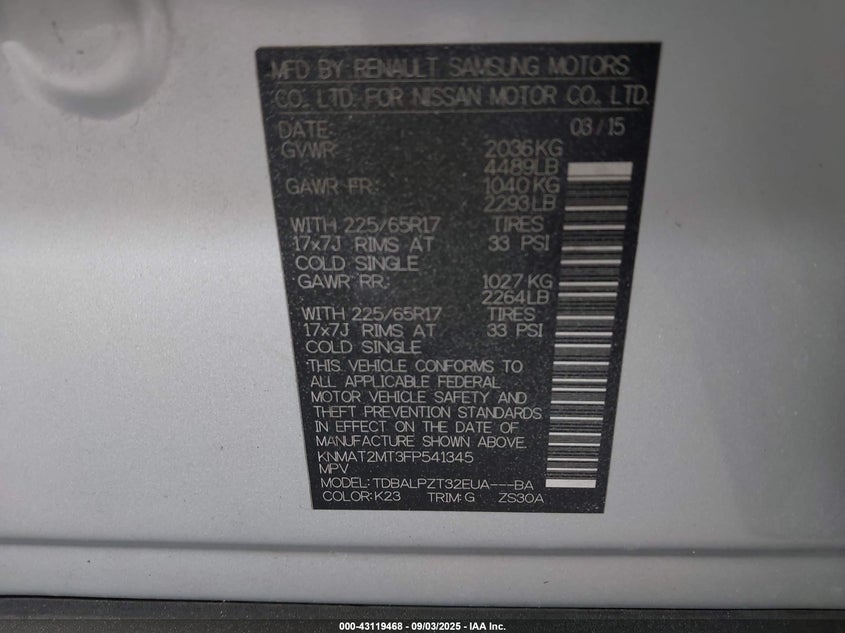 MFD BY RENAULT SAMSUNG MOTORS
CO. LTD. FOR NISSAN MOTOR CO., LTD.
DATE: 03/15
GVWR: 2036KG
4489LB
GAWR FR: 1040KG
2293LB
WITH 225/65R17 TIRES
17x7J RIMS AT 33 PSI
COLD SINGLE
GAWR RR: 1027KG
2264LB
WITH 225/65R17 TIRES
17x7J RIMS AT 33 PSI
COLD SINGLE
THIS VEHICLE CONFORMS TO
ALL APPLICABLE FEDERAL
MOTOR VEHICLE SAFETY AND
THEFT PREVENTION STANDARDS
IN EFFECT ON THE DATE OF
MANUFACTURE SHOWN ABOVE.
KNMAT2MT3FP541345
MPV
MODEL: TDBALPZT32EUA---BA
COLOR:K23 TRIM:G ZS30A
000-43119468 - 09/03/2025 - IAA Inc.